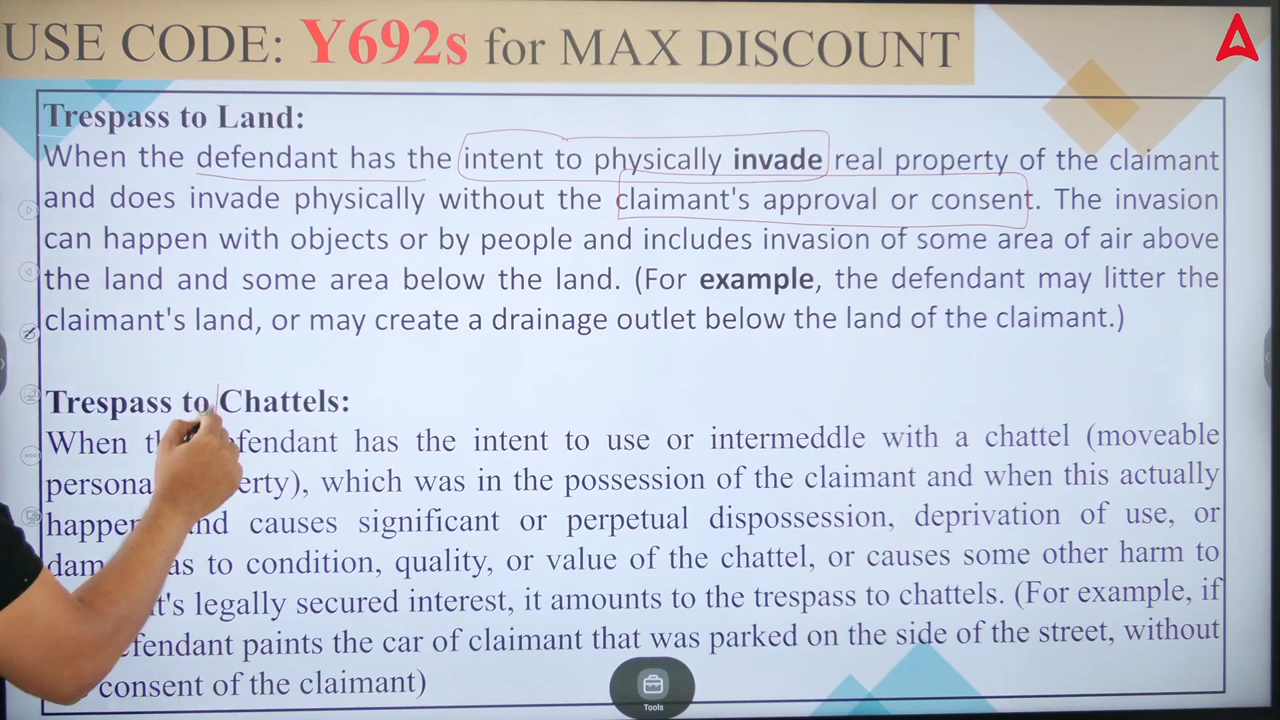 USE CODE: Y692s for MAX DISCOUNT
Trespass to Land:
When the defendant has the intent to physically invade real property of the claimant
and does invade physically without the claimant's approval or consent. The invasion
can happen with objects or by people and includes invasion of some area of air above
the land and some area below the land. (For example, the defendant may litter the
claimant's land, or may create a drainage outlet below the land of the claimant.)
Trespass to Chattels:
When efendant has the intent to use or intermeddle with a chattel (moveable
persona erty), which was in the possession of the claimant and when this actually
happen nd causes significant or perpetual dispossession, deprivation of use, or
dam as to condition, quality, or value of the chattel, or causes some other harm to
t's legally secured interest, it amounts to the trespass to chattels. (For example, if
efendant paints the car of claimant that was parked on the side of the street, without
consent of the claimant)
Tools